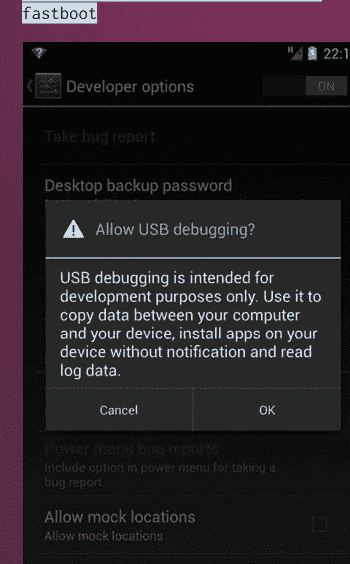 fastboot
H 22:1
Developer options ON
Take bug report
Desktop backup password
Allow USB debugging?
USB debugging is intended for
development purposes only. Use it to
copy data between your computer
and your device, install apps on your
device without notification and read
log data.
Cancel OK
Power menu bug reports
Include option in power menu for taking a
bug report
Allow mock locations
Allow mock locations